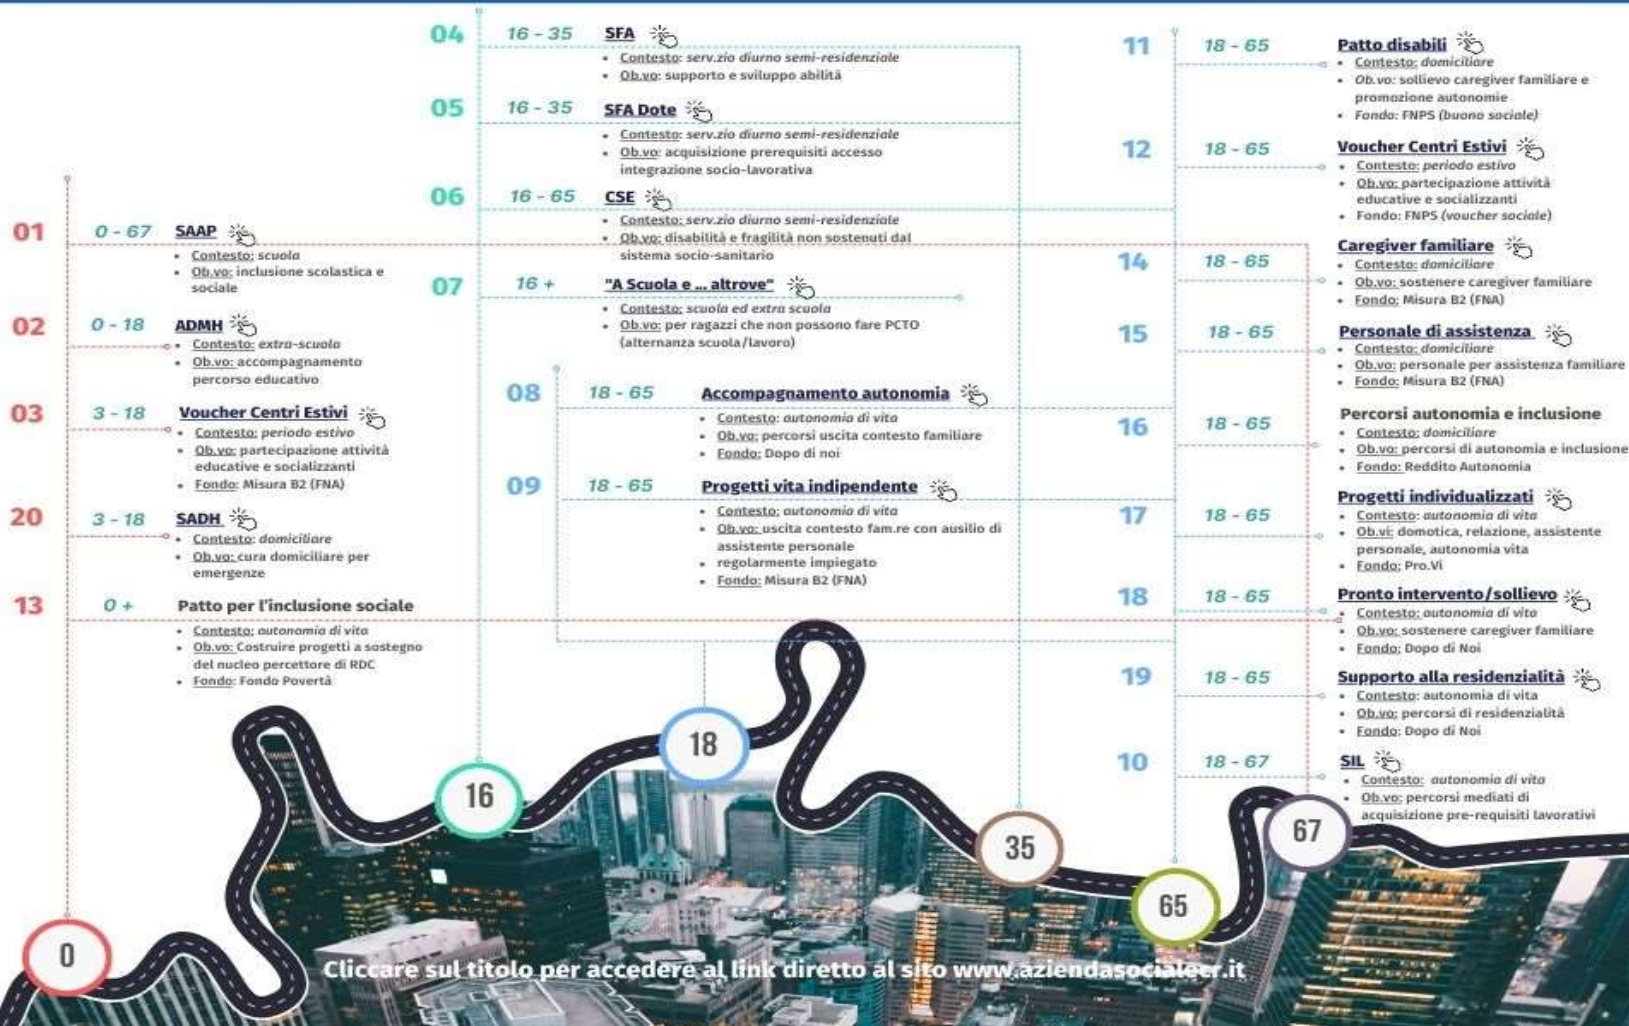 01
0 - 67
SAAP
Contesto: scuola
Ob.vo: inclusione scolastica e
sociale
02
0 - 18
ADMH
Contesto: extra-scuola
Ob.vo: accompagnamento
percorso educativo
03
3 - 18
Voucher Centri Estivi
Contesto: periodo estivo
Ob.vo: partecipazione attività
educative e socializzanti
Fondo: Misura B2 (FNA)
20
3 - 18
SADH
Contesto: domiciliare
Ob.vo: cura domiciliare per
emergenze
13
0 +
Patto per l'inclusione sociale
Contesto: autonomia di vita
Ob.vo: Costruire progetti a sostegno
del nucleo percettore di RDC
Fondo: Fondo Povertà
04
16 - 35
SFA
Contesto: serv.zio diurno semi-residenziale
Ob.vo: supporto e sviluppo abilità
05
16 - 35
SFA Dote
Contesto: serv.zio diurno semi-residenziale
Ob.vo: acquisizione prerequisiti accesso
integrazione socio-lavorativa
06
16 - 65
CSE
Contesto: serv.zio diurno semi-residenziale
Ob.vo: disabilità e fragilità non sostenuti dal
sistema socio-sanitario
07
16 +
"A Scuola e ... altrove"
Contesto: scuola ed extra scuola
Ob.vo: per ragazzi che non possono fare PCTO
(alternanza scuola/lavoro)
08
18 - 65
Accompagnamento autonomia
Contesto: autonomia di vita
Ob.vo: percorsi uscita contesto familiare
Fondo: Dopo di noi
09
18 - 65
Progetti vita indipendente
Contesto: autonomia di vita
Ob.vo: uscita contesto fam.re con ausilio di
assistente personale
regolarmente impiegato
Fondo: Misura B2 (FNA)
11
18 - 65
Patto disabili
Contesto: domiciliare
Ob.vo: sollievo caregiver familiare e
promozione autonomie
Fondo: FNPS (buono sociale)
12
18 - 65
Voucher Centri Estivi
Contesto: periodo estivo
Ob.vo: partecipazione attività
educative e socializzanti
Fondo: FNPS (voucher sociale)
14
18 - 65
Caregiver familiare
Contesto: domiciliare
Ob.vo: sostenere caregiver familiare
Fondo: Misura B2 (FNA)
15
18 - 65
Personale di assistenza
Contesto: domiciliare
Ob.vo: personale per assistenza familiare
Fondo: Misura B2 (FNA)
16
18 - 65
Percorsi autonomia e inclusione
Contesto: domiciliare
Ob.vo: percorsi di autonomia e inclusione
Fondo: Reddito Autonomia
17
18 - 65
Progetti individualizzati
Contesto: autonomia di vita
Ob.vi: domotica, relazione, assistente
personale, autonomia vita
Fondo: Pro.Vi
18
18 - 65
Pronto intervento/sollievo
Contesto: autonomia di vita
Ob.vo: sostenere caregiver familiare
Fondo: Dopo di Noi
19
18 - 65
Supporto alla residenzialità
Contesto: autonomia di vita
Ob.vo: percorsi di residenzialità
Fondo: Dopo di Noi
10
18 - 67
SIL
Contesto: autonomia di vita
Ob.vo: percorsi mediati di
acquisizione pre-requisiti lavorativi
0
16
18
35
65
67
Cliccare sul titolo per accedere al link diretto al sito www.aziendasocialecr.it